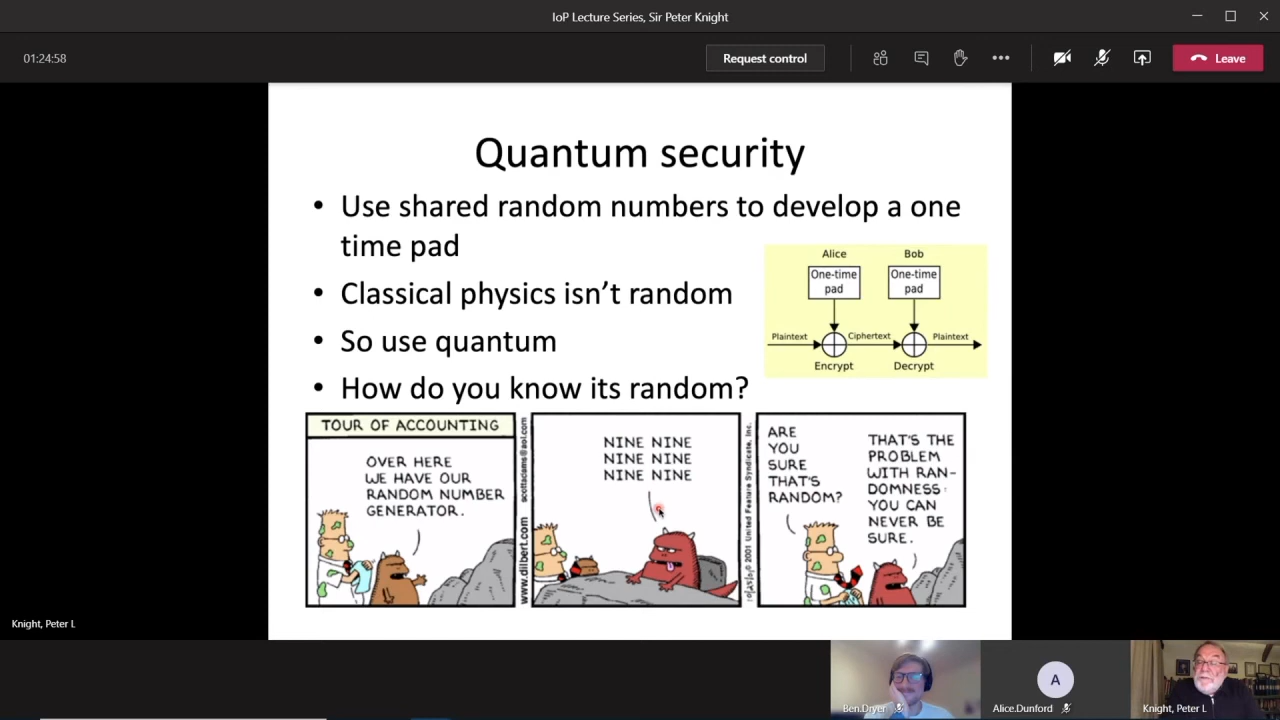 IoP Lecture Series, Sir Peter Knight
01:24:58
Request control
Leave
Quantum security
• Use shared random numbers to develop a one
time pad
• Classical physics isn’t random
• So use quantum
• How do you know its random?
Alice Bob
One-time One-time
pad pad
Plaintext Ciphertext Plaintext
Encrypt Decrypt
TOUR OF ACCOUNTING
OVER HERE
WE HAVE OUR
RANDOM NUMBER
GENERATOR.
www.dilbert.com scottadams@aol.com
NINE NINE
NINE NINE
NINE NINE
© 2001 United Feature Syndicate, Inc.
ARE
YOU
SURE
THAT'S
RANDOM?
THAT'S THE
PROBLEM
WITH RAN-
DOMNESS:
YOU CAN
NEVER BE
SURE.
Knight, Peter L
Ben.Dryer
A
Alice.Dunford
Knight, Peter L